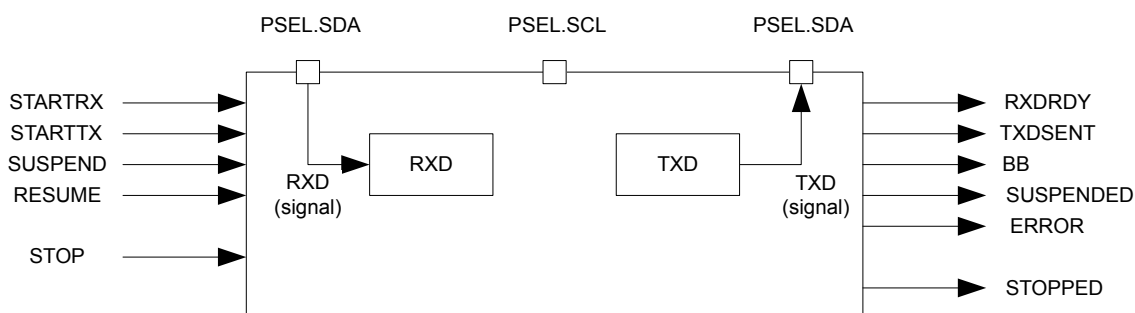 PSEL.SDA
PSEL.SCL
PSEL.SDA
STARTRX
STARTTX
SUSPEND
RESUME
STOP
RXD
(signal)
RXD
TXD
TXD
(signal)
RXDRDY
TXDSENT
BB
SUSPENDED
ERROR
STOPPED